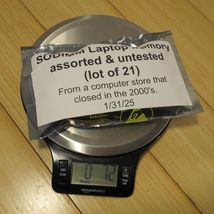 SODIMM Laptop Memory
assorted & untested
(lot of 21)
From a computer store that
closed in the 2000's.
1/31/25